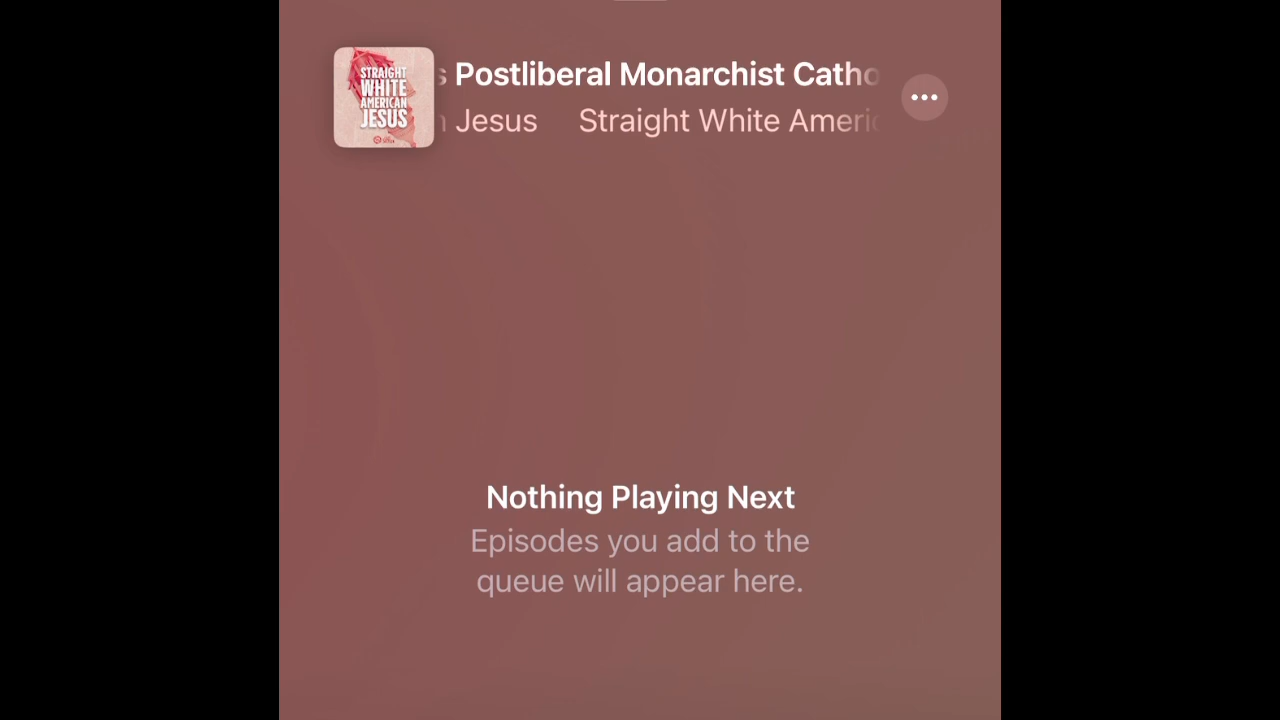 STRAIGHT
WHITE
AMERICAN
JESUS
s Postliberal Monarchist Catho
n Jesus Straight White Americ
Nothing Playing Next
Episodes you add to the
queue will appear here.